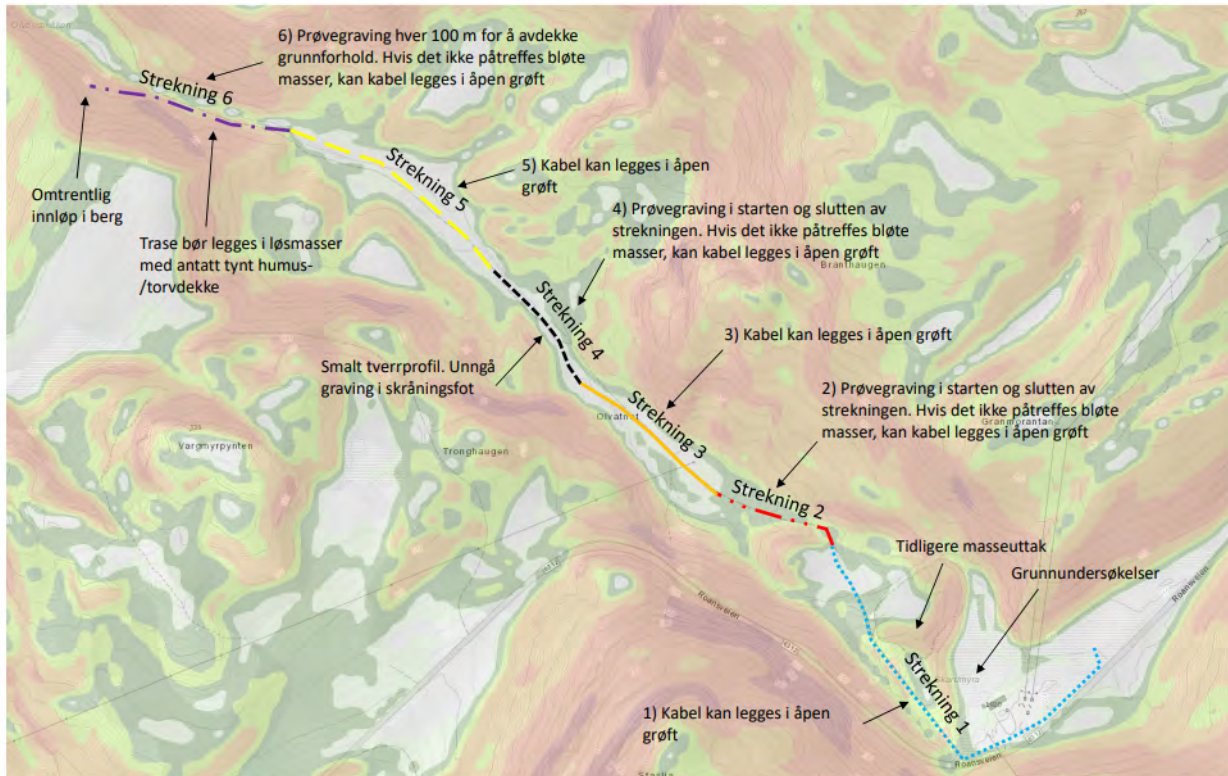 6) Prøvegraving hver 100 m for å avdekke
grunnforhold. Hvis det ikke påtreffes bløte
masser, kan kabel legges i åpen grøft
Strekning 6
Omtrentlig
innløp i berg
Trase bør legges i løsmasser
med antatt tynt humus-
/torvdekke
Strekning 5
5) Kabel kan legges i åpen
grøft
4) Prøvegraving i starten og slutten av
strekningen. Hvis det ikke påtreffes bløte
masser, kan kabel legges i åpen grøft
Branthaugen
Strekning 4
Smalt tverrprofil. Unngå
graving i skråningsfot
3) Kabel kan legges i åpen grøft
Strekning 3
Olvatnet
2) Prøvegraving i starten og slutten av
strekningen. Hvis det ikke påtreffes bløte
masser, kan kabel legges i åpen grøft
Granmorantan
Vargmyrpynten
Tronghaugen
Strekning 2
Tidligere masseuttak
Grunnundersøkelser
Roansveien
Roansveien
Strekning 1
1) Kabel kan legges i åpen
grøft
Roansveien